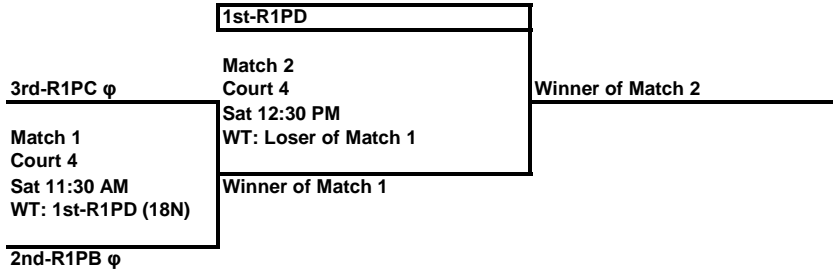 1st-R1PD
Match 2
3rd-R1PC φ
Court 4
Winner of Match 2
Sat 12:30 PM
Match 1
WT: Loser of Match 1
Court 4
Sat 11:30 AM
Winner of Match 1
WT: 1st-R1PD (18N)
2nd-R1PB φ